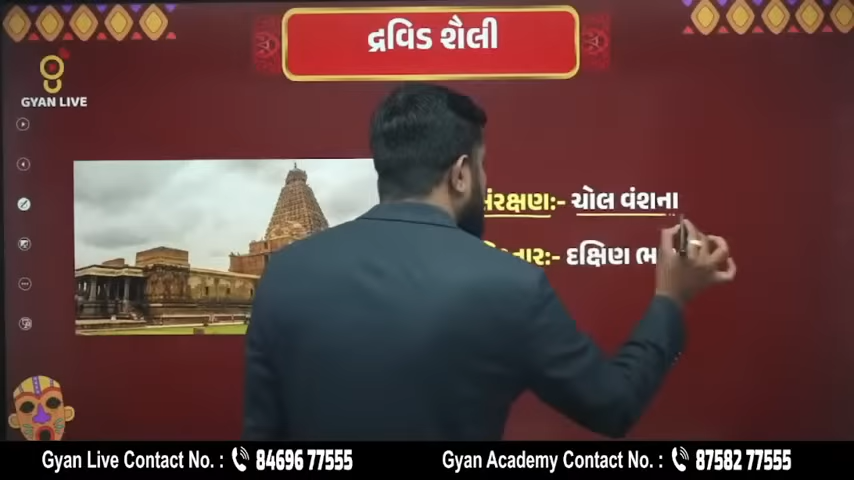 દ્રવિડ શૈલી
GYAN LIVE
ચોલ વંશના
દક્ષિણ
Gyan Live Contact No. : 84696 77555
Gyan Academy Contact No. : 87582 77555